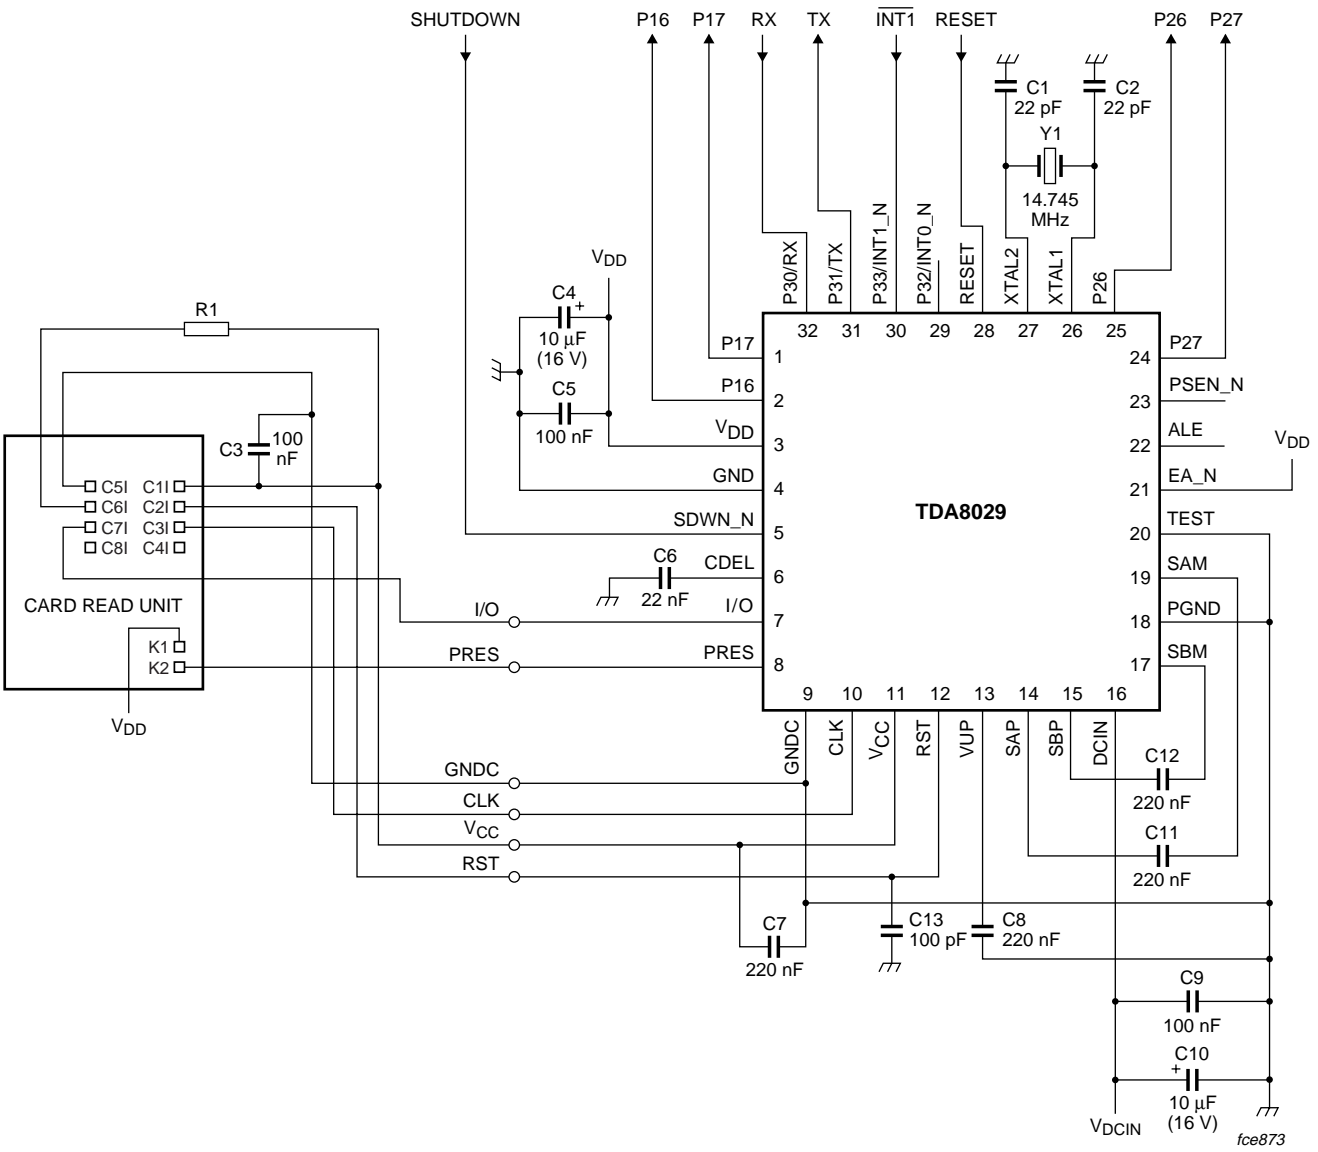 SHUTDOWN P16 P17 RX TX INT1 RESET P26 P27
C1
22 pF
C2
22 pF
Y1
14.745
MHz
P30/RX
P31/TX
P33/INT1_N
P32/INT0_N
RESET
XTAL2
XTAL1
P26
VDD
C4
+
10 µF
(16 V)
C5
100 nF
R1
C3
100
nF
32 31 30 29 28 27 26 25
P17 1
P16 2
VDD 3
GND 4
SDWN_N 5
CDEL 6
I/O 7
PRES 8
TDA8029
24 P27
23 PSEN_N
22 ALE
21 EA_N
VDD
20 TEST
19 SAM
18 PGND
17 SBM
C6
22 nF
C5I C1I
C6I C2I
C7I C3I
C8I C4I
CARD READ UNIT
K1
K2
VDD
I/O
PRES
9 10 11 12 13 14 15 16
GNDC
CLK
VCC
RST
VUP
SAP
SBP
DCIN
GNDC
CLK
VCC
RST
C12
220 nF
C11
220 nF
C7
220 nF
C13
100 pF
C8
220 nF
C9
100 nF
C10
+
10 µF
(16 V)
VDCIN
fce873